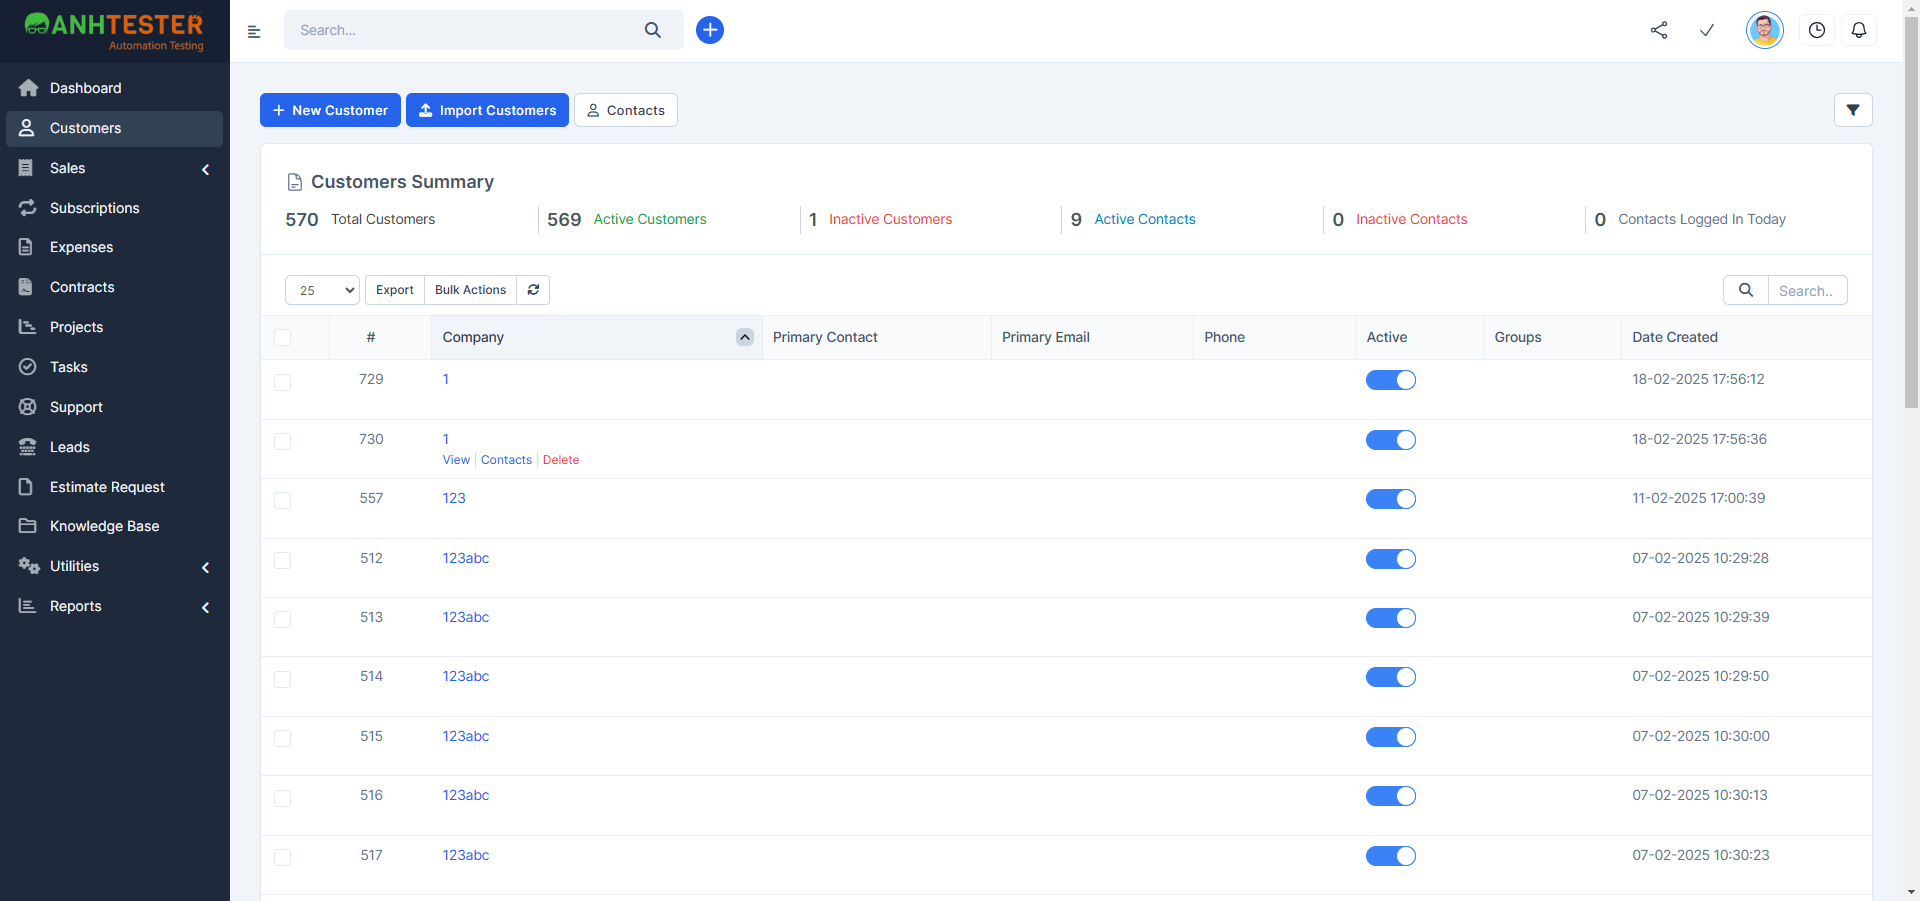 ANHTESTER
Automation Testing
Search...
Dashboard
Customers
Sales
Subscriptions
Expenses
Contracts
Projects
Tasks
Support
Leads
Estimate Request
Knowledge Base
Utilities
Reports
New Customer
Import Customers
Contacts
Customers Summary
570 Total Customers
569 Active Customers
1 Inactive Customers
9 Active Contacts
0 Inactive Contacts
0 Contacts Logged In Today
25
Export
Bulk Actions
Search..
# Company Primary Contact Primary Email Phone Active Groups Date Created
729 1 18-02-2025 17:56:12
730 1 18-02-2025 17:56:36
View Contacts Delete
557 123 11-02-2025 17:00:39
512 123abc 07-02-2025 10:29:28
513 123abc 07-02-2025 10:29:39
514 123abc 07-02-2025 10:29:50
515 123abc 07-02-2025 10:30:00
516 123abc 07-02-2025 10:30:13
517 123abc 07-02-2025 10:30:23